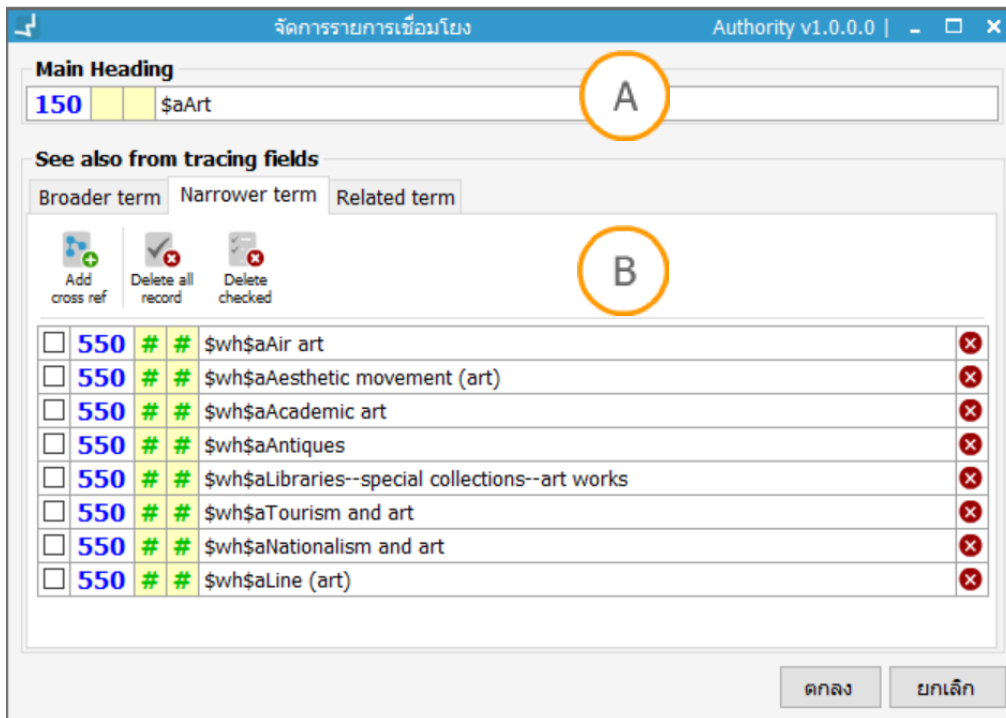 จัดการรายการเชื่อมโยง Authority v1.0.0.0 |
Main Heading
150 $aArt
A
See also from tracing fields
Broader term Narrower term Related term
Add cross ref Delete all record Delete checked
B
550 # # $wh$aAir art
550 # # $wh$aAesthetic movement (art)
550 # # $wh$aAcademic art
550 # # $wh$aAntiques
550 # # $wh$aLibraries--special collections--art works
550 # # $wh$aTourism and art
550 # # $wh$aNationalism and art
550 # # $wh$aLine (art)
ตกลง ยกเลิก